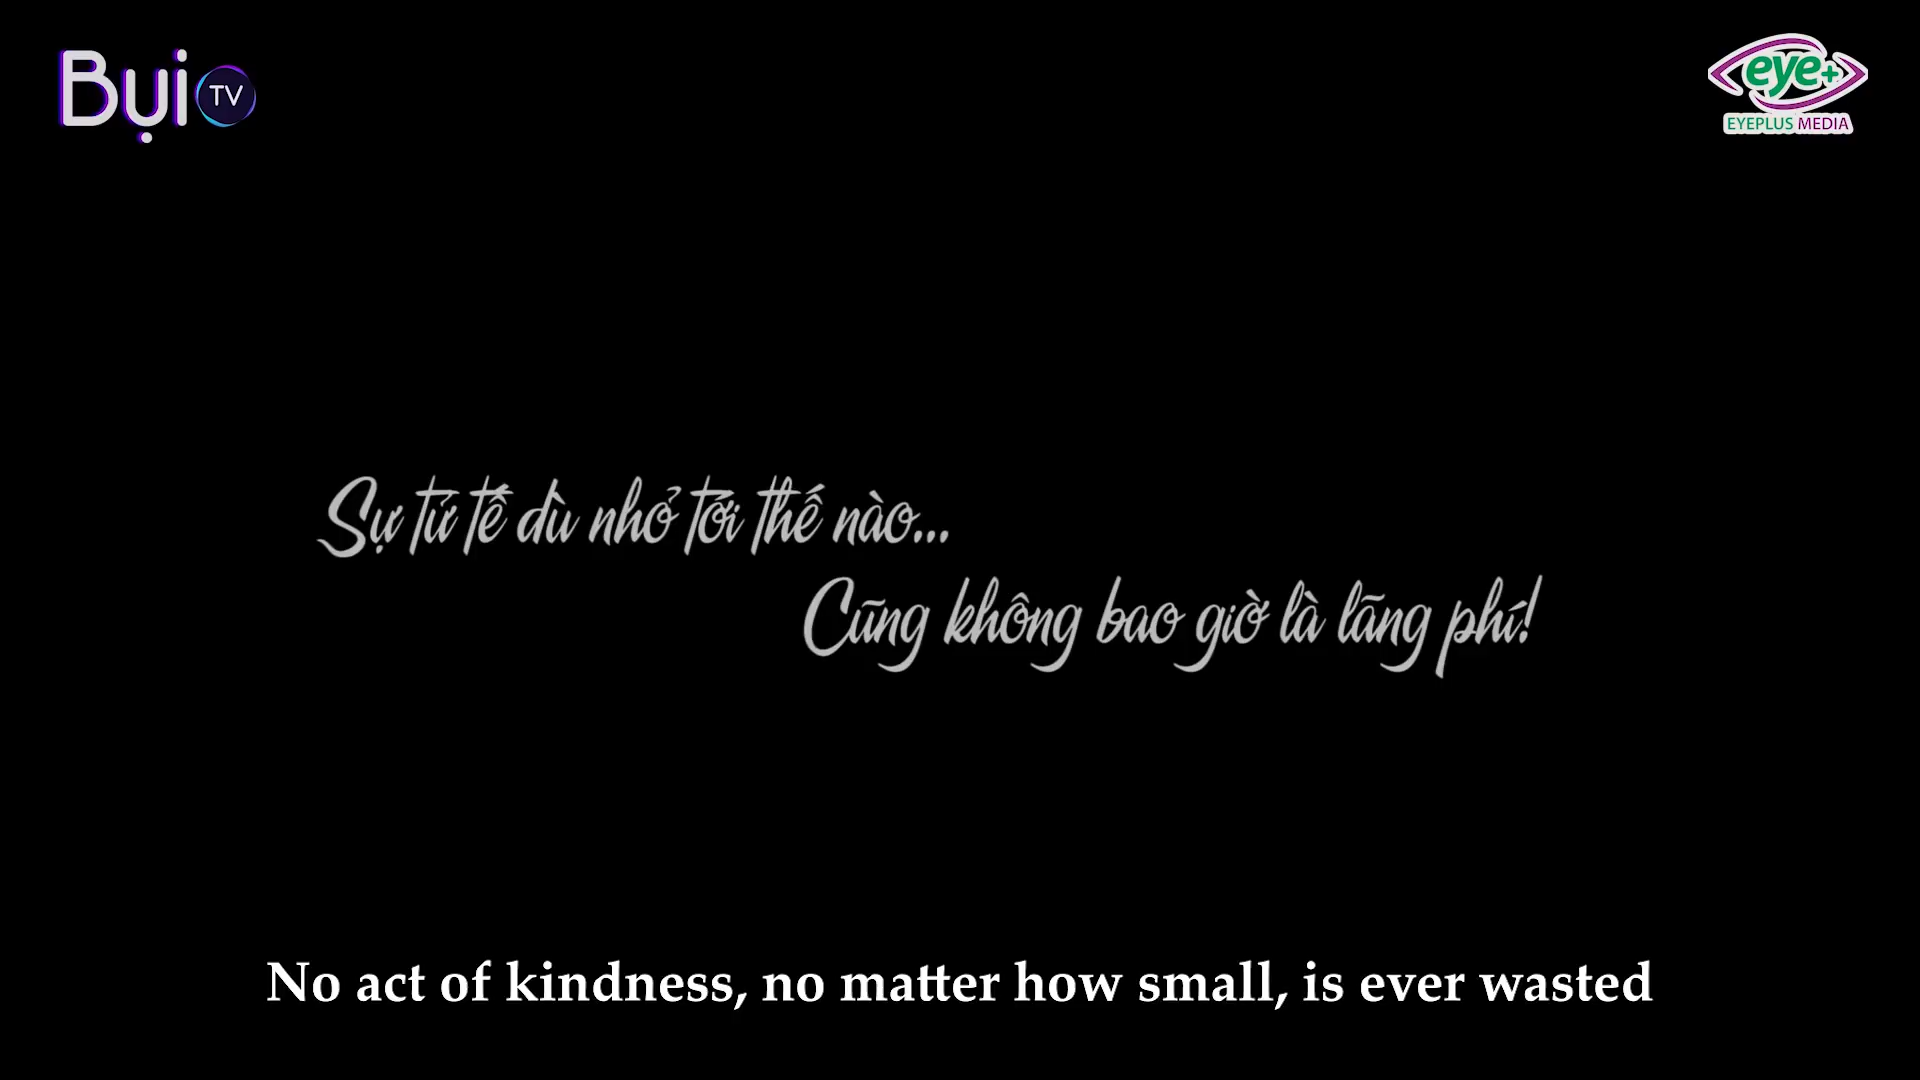 Bụi TV
eye+
EYEPLUS MEDIA
Sự tử tế dù nhỏ tới thế nào...
Cũng không bao giờ là lãng phí!
No act of kindness, no matter how small, is ever wasted